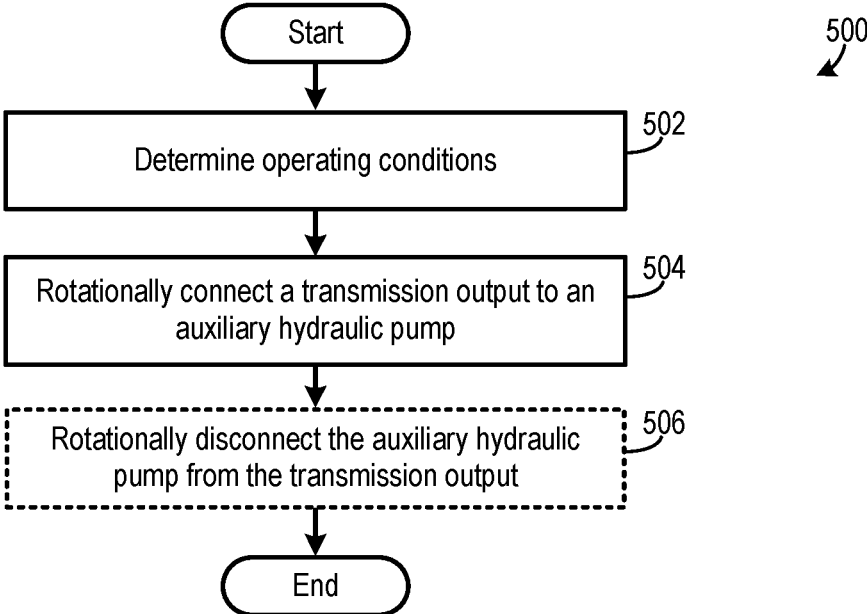 Start
500
502
Determine operating conditions
504
Rotationally connect a transmission output to an
auxiliary hydraulic pump
506
Rotationally disconnect the auxiliary hydraulic
pump from the transmission output
End